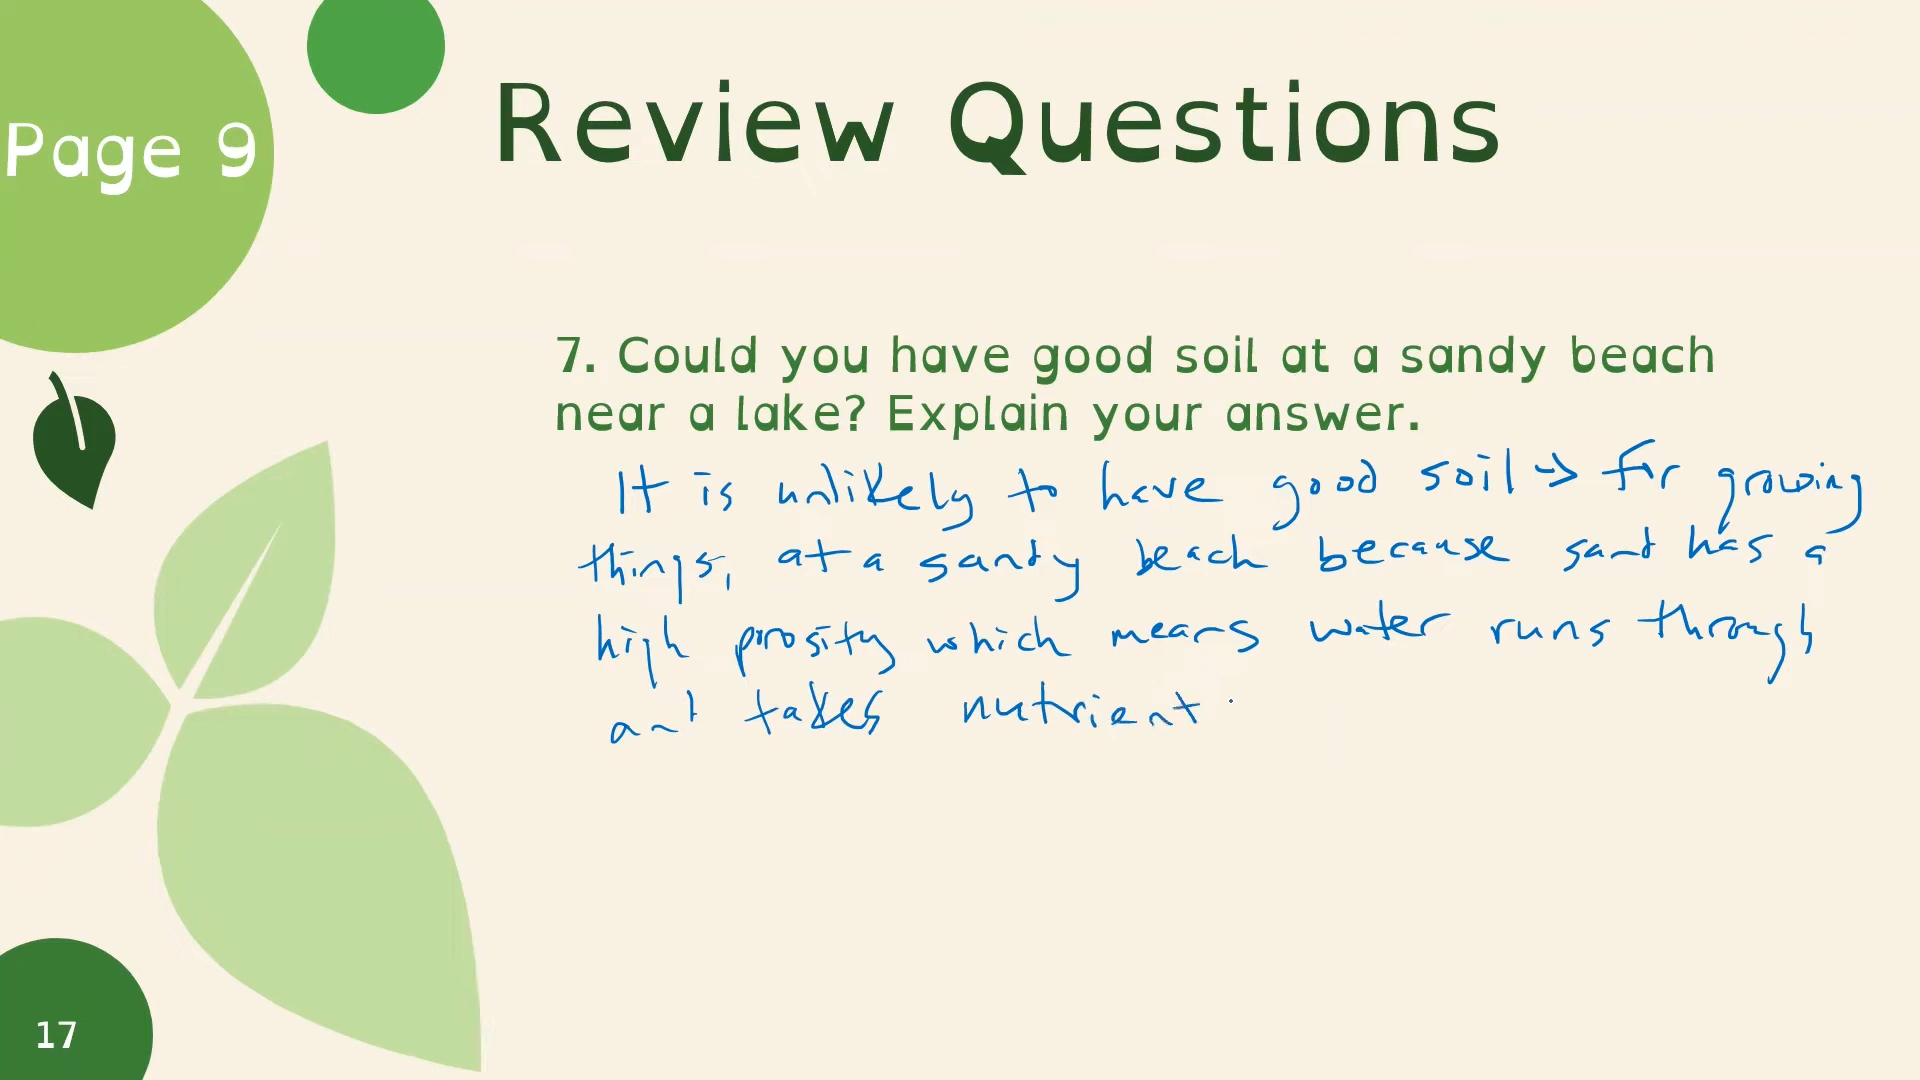 Page 9
Review Questions
7. Could you have good soil at a sandy beach
near a lake? Explain your answer.
It is unlikely to have good soil → for growing
things, at a sandy beach because sand has a
high porosity which means water runs through
and takes nutrient
17